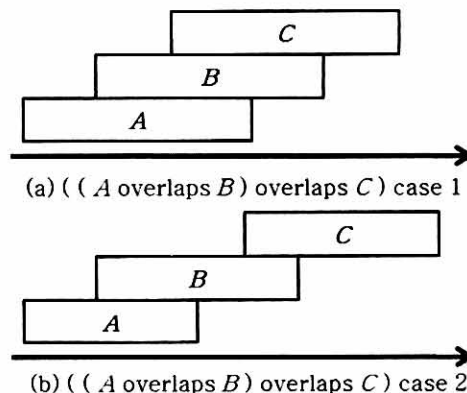 C
B
A
(a) ( ( A overlaps B ) overlaps C ) case 1
C
B
A
(b) ( ( A overlaps B ) overlaps C ) case 2